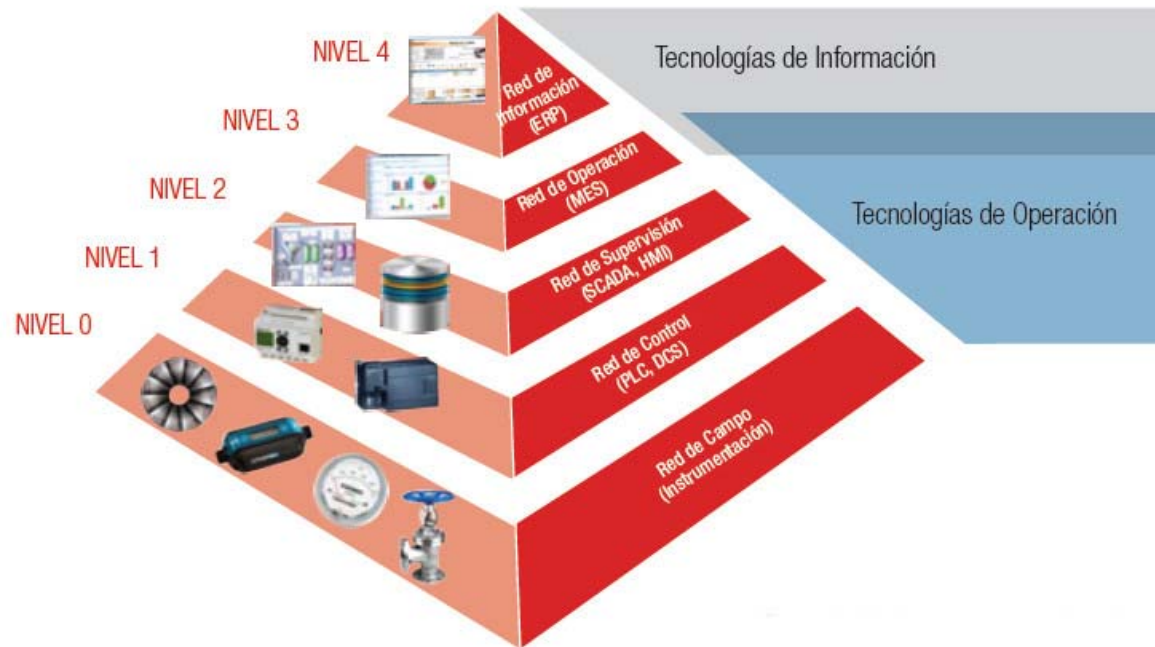 NIVEL 4
Red de
Información
(ERP)
Tecnologías de Información
NIVEL 3
Red de Operación
(MES)
Tecnologías de Operación
NIVEL 2
Red de Supervisión
(SCADA, HMI)
NIVEL 1
Red de Control
(PLC, DCS)
NIVEL 0
Red de Campo
(Instrumentación)